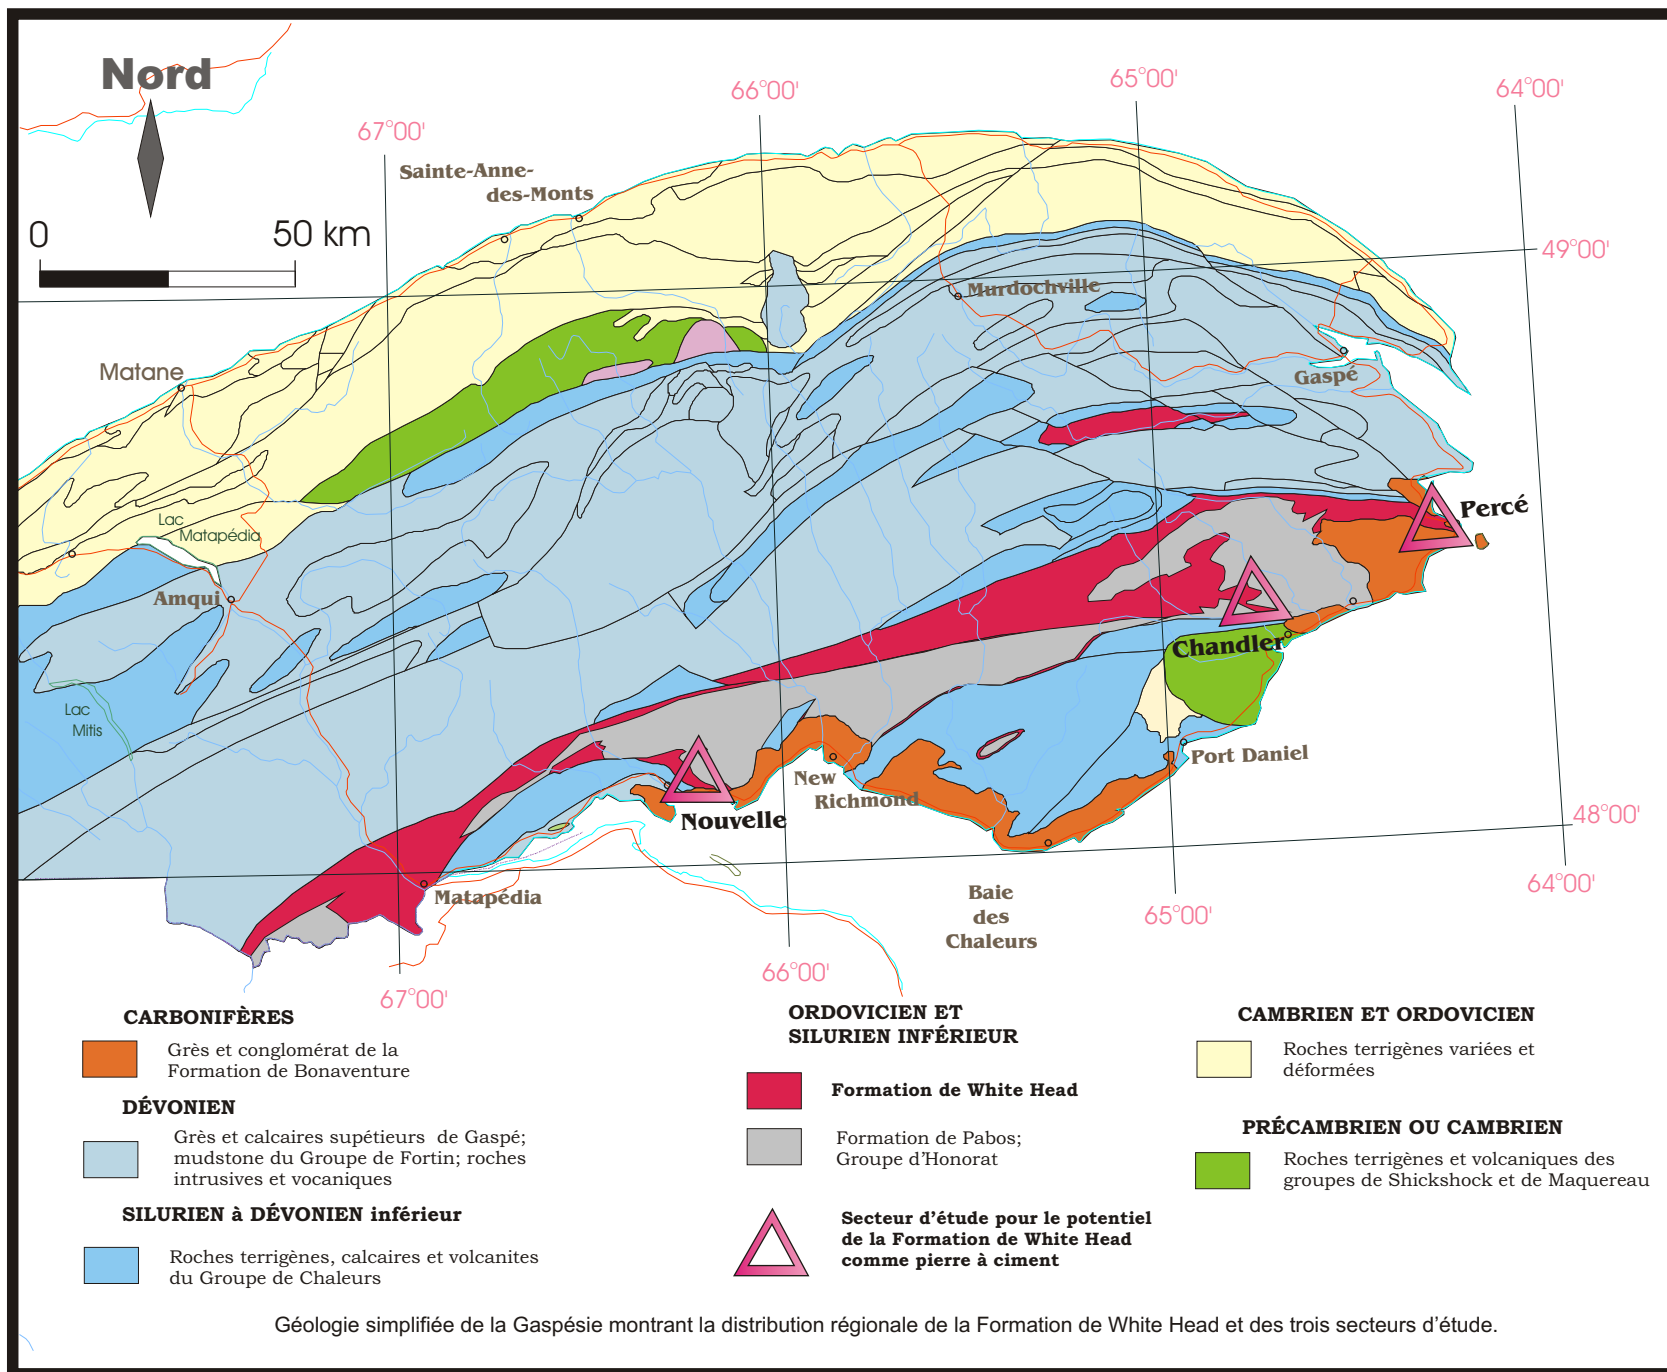 Nord
0
50 km
67°00'
66°00'
65°00'
64°00'
49°00'
Sainte-Anne-
des-Monts
Murdochville
Matane
Gaspé
Percé
Lac
Matapédia
Amqui
Chandler
Lac
Mitis
Port Daniel
New
Richmond
Nouvelle
48°00'
Matapédia
Baie
des
Chaleurs
64°00'
65°00'
66°00'
67°00'
CARBONIFÈRES
Grès et conglomérat de la
Formation de Bonaventure
DÉVONIEN
Grès et calcaires supétieurs de Gaspé;
mudstone du Groupe de Fortin; roches
intrusives et vocaniques
SILURIEN à DÉVONIEN inférieur
Roches terrigènes, calcaires et volcanites
du Groupe de Chaleurs
ORDOVICIEN ET
SILURIEN INFÉRIEUR
Formation de White Head
Formation de Pabos;
Groupe d'Honorat
Secteur d'étude pour le potentiel
de la Formation de White Head
comme pierre à ciment
CAMBRIEN ET ORDOVICIEN
Roches terrigènes variées et
déformées
PRÉCAMBRIEN OU CAMBRIEN
Roches terrigènes et volcaniques des
groupes de Shickshock et de Maquereau
Géologie simplifiée de la Gaspésie montrant la distribution régionale de la Formation de White Head et des trois secteurs d'étude.